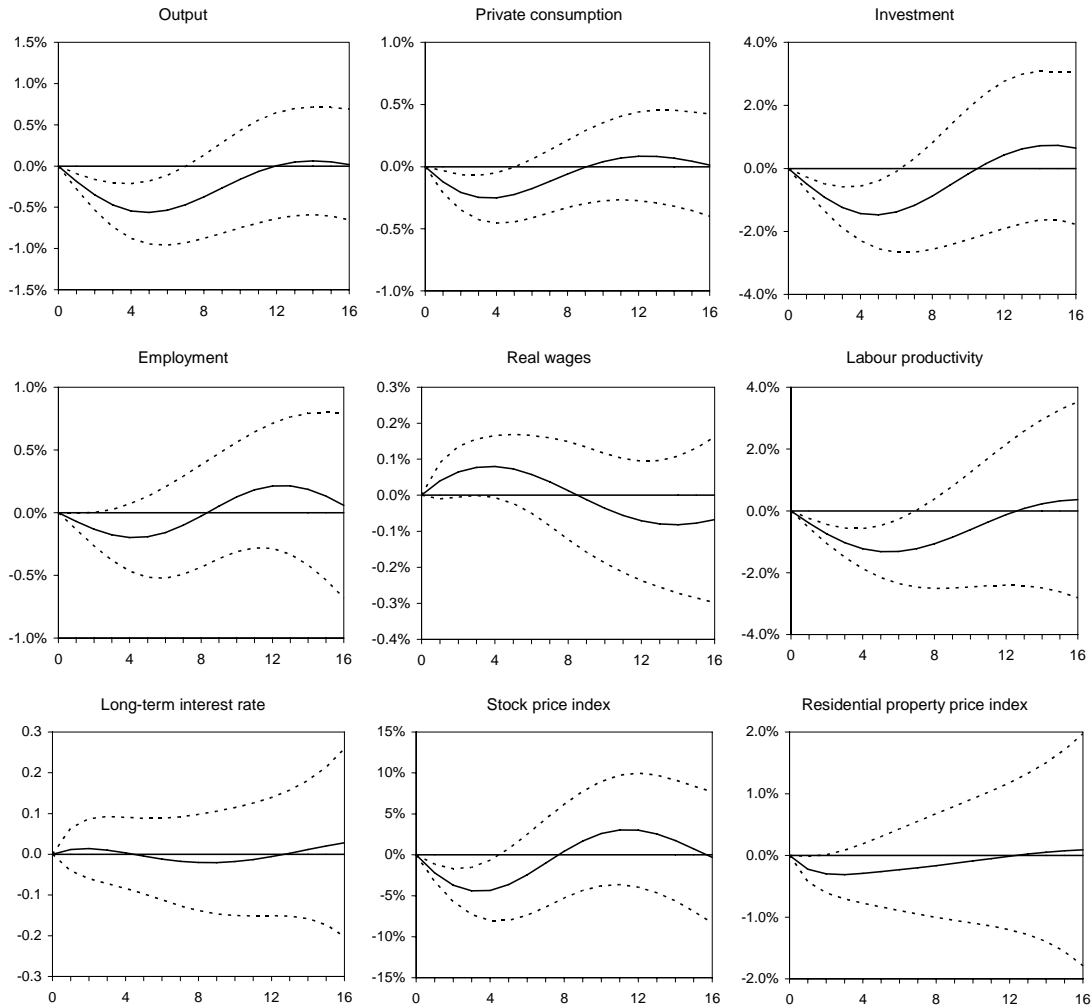 Output Private consumption Investment
1.5% 1.0% 4.0%
1.0%
0.5% 2.0%
0.5%
0.0% 0.0% 0.0%
-0.5%
-0.5% -2.0%
-1.0%
-1.5% -1.0% -4.0%
0 4 8 12 16 0 4 8 12 16 0 4 8 12 16
Employment Real wages Labour productivity
1.0% 0.3% 4.0%
0.2%
0.5% 2.0%
0.1%
0.0% 0.0% 0.0%
-0.1%
-0.5% -0.2% -2.0%
-0.3%
-1.0% -0.4% -4.0%
0 4 8 12 16 0 4 8 12 16 0 4 8 12 16
Long-term interest rate Stock price index Residential property price index
0.3 15% 2.0%
0.2 10%
1.0%
0.1 5%
0.0 0% 0.0%
-0.1 -5%
-1.0%
-0.2 -10%
-0.3 -15% -2.0%
0 4 8 12 16 0 4 8 12 16 0 4 8 12 16